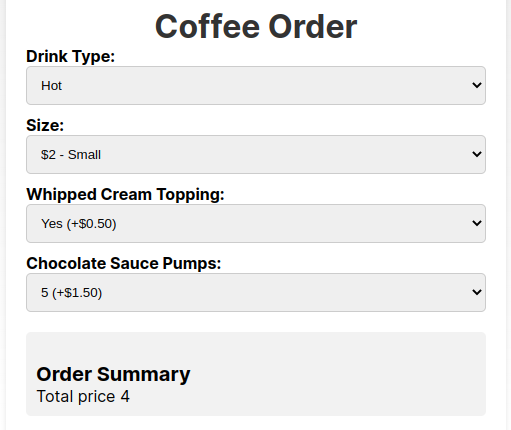 Coffee Order
Drink Type:
Hot
Size:
$2 - Small
Whipped Cream Topping:
Yes (+$0.50)
Chocolate Sauce Pumps:
5 (+$1.50)
Order Summary
Total price 4